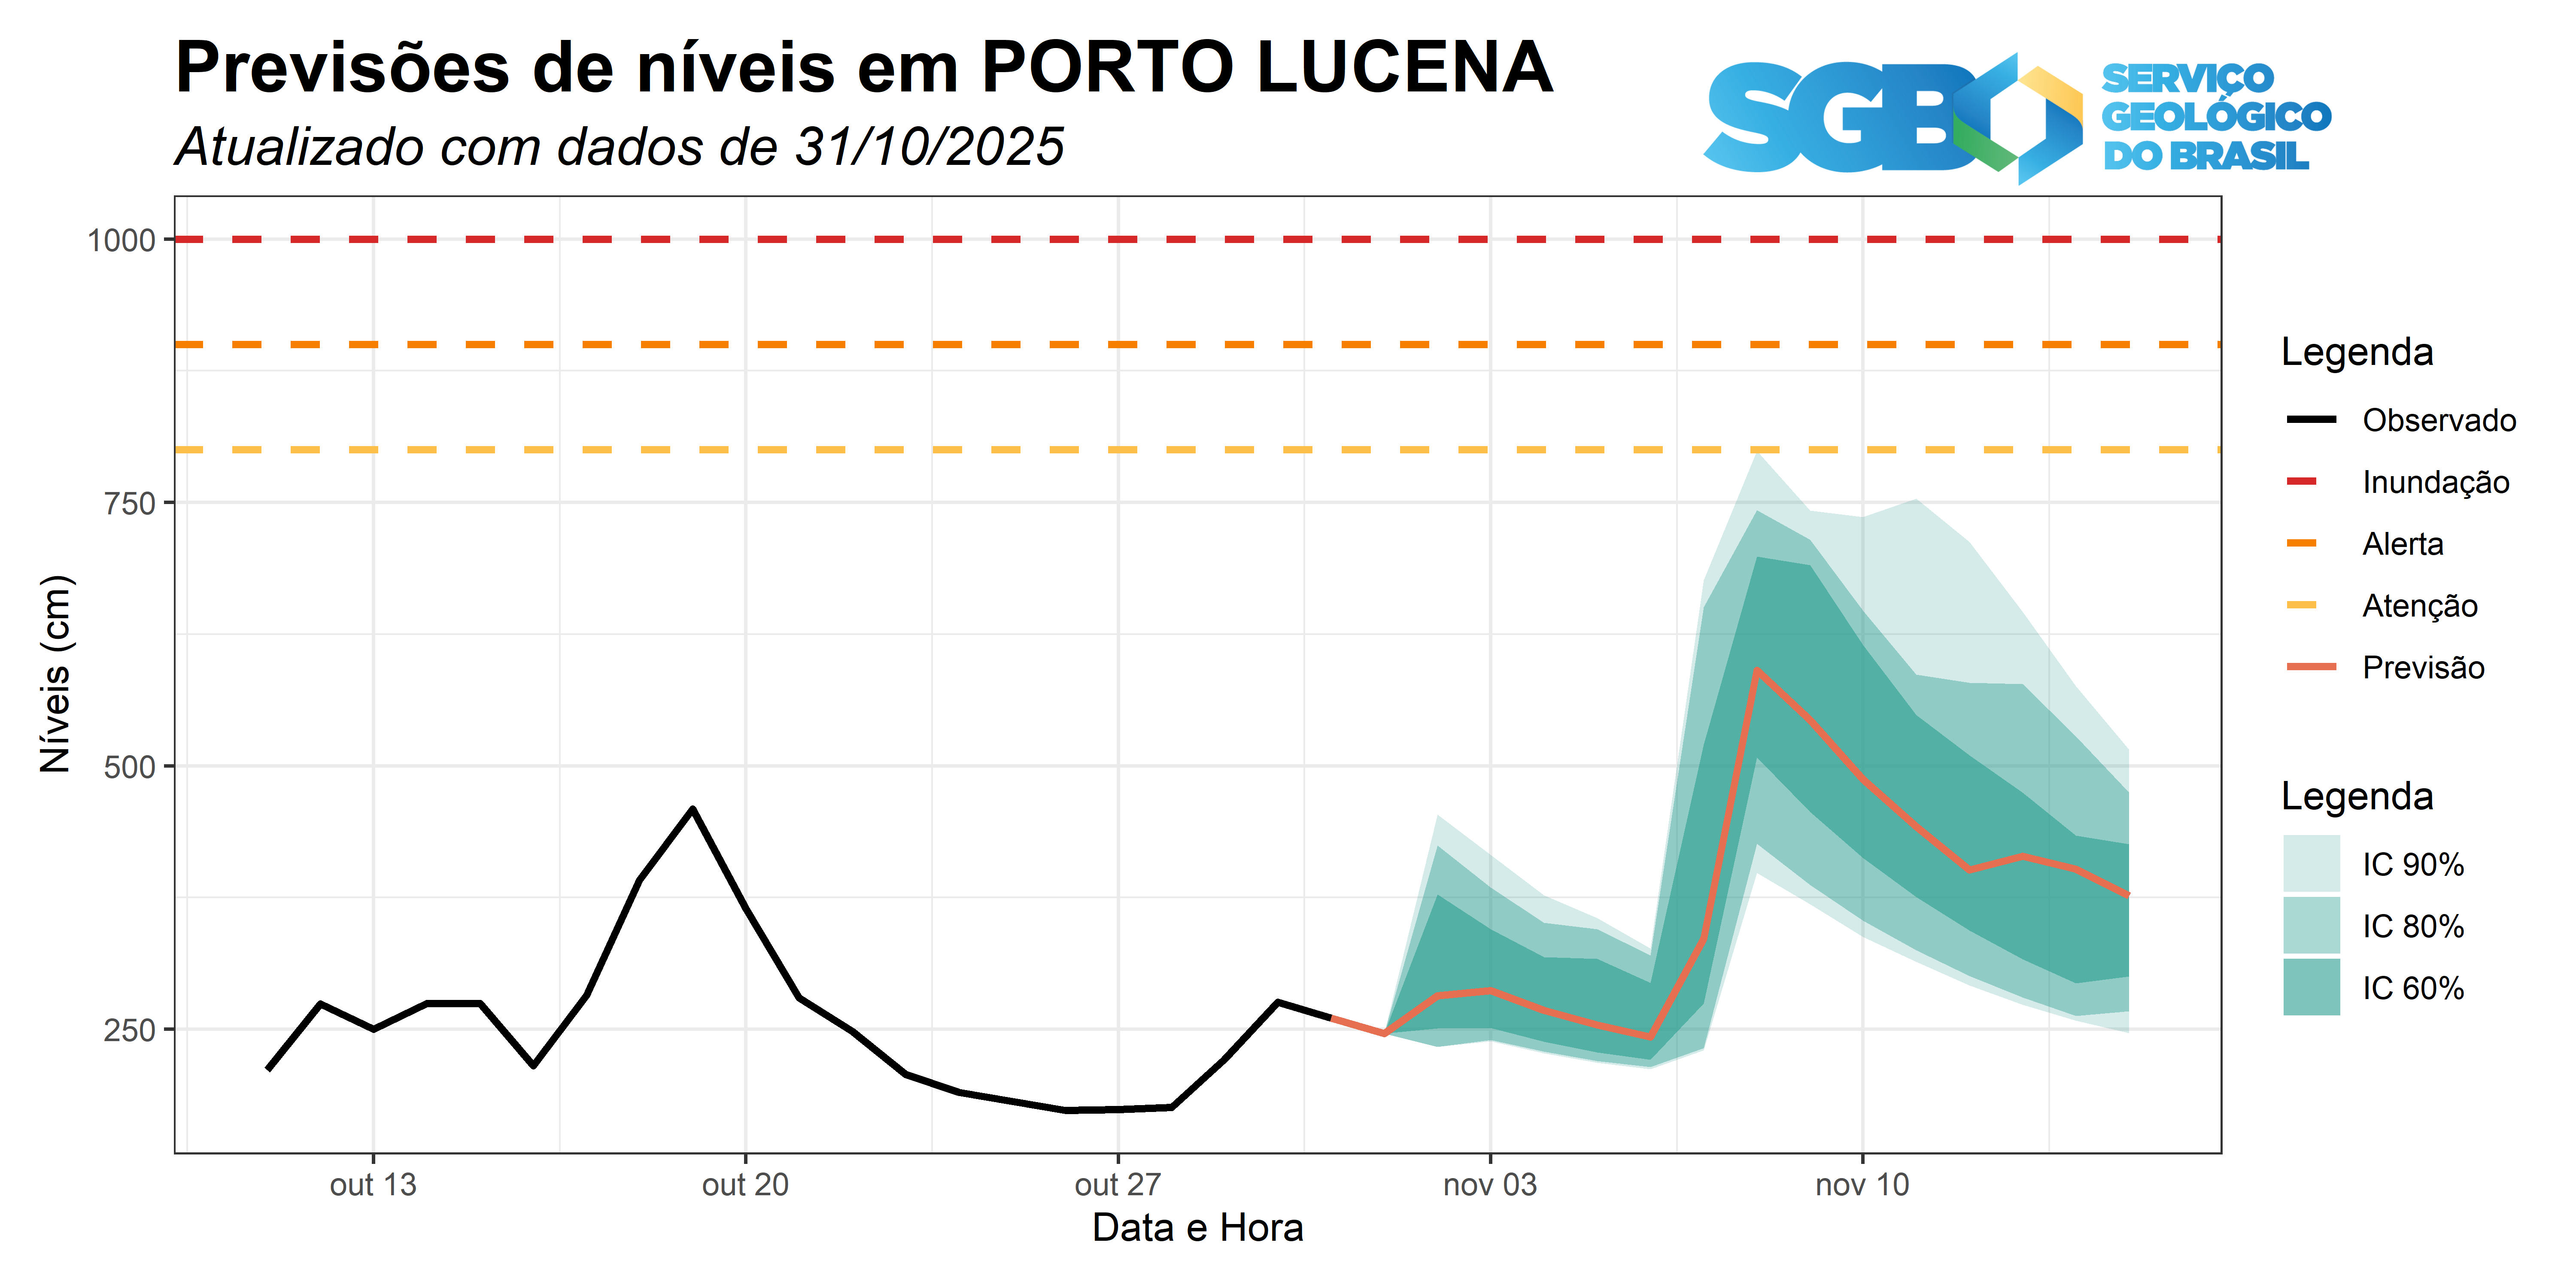 Previsões de níveis em PORTO LUCENA
Atualizado com dados de 31/10/2025
SGB
SERVIÇO
GEOLÓGICO
DO BRASIL
1000
750
500
250
Níveis (cm)
out 13
out 20
out 27
nov 03
nov 10
Data e Hora
Legenda
Observado
Inundação
Alerta
Atenção
Previsão
Legenda
IC 90%
IC 80%
IC 60%